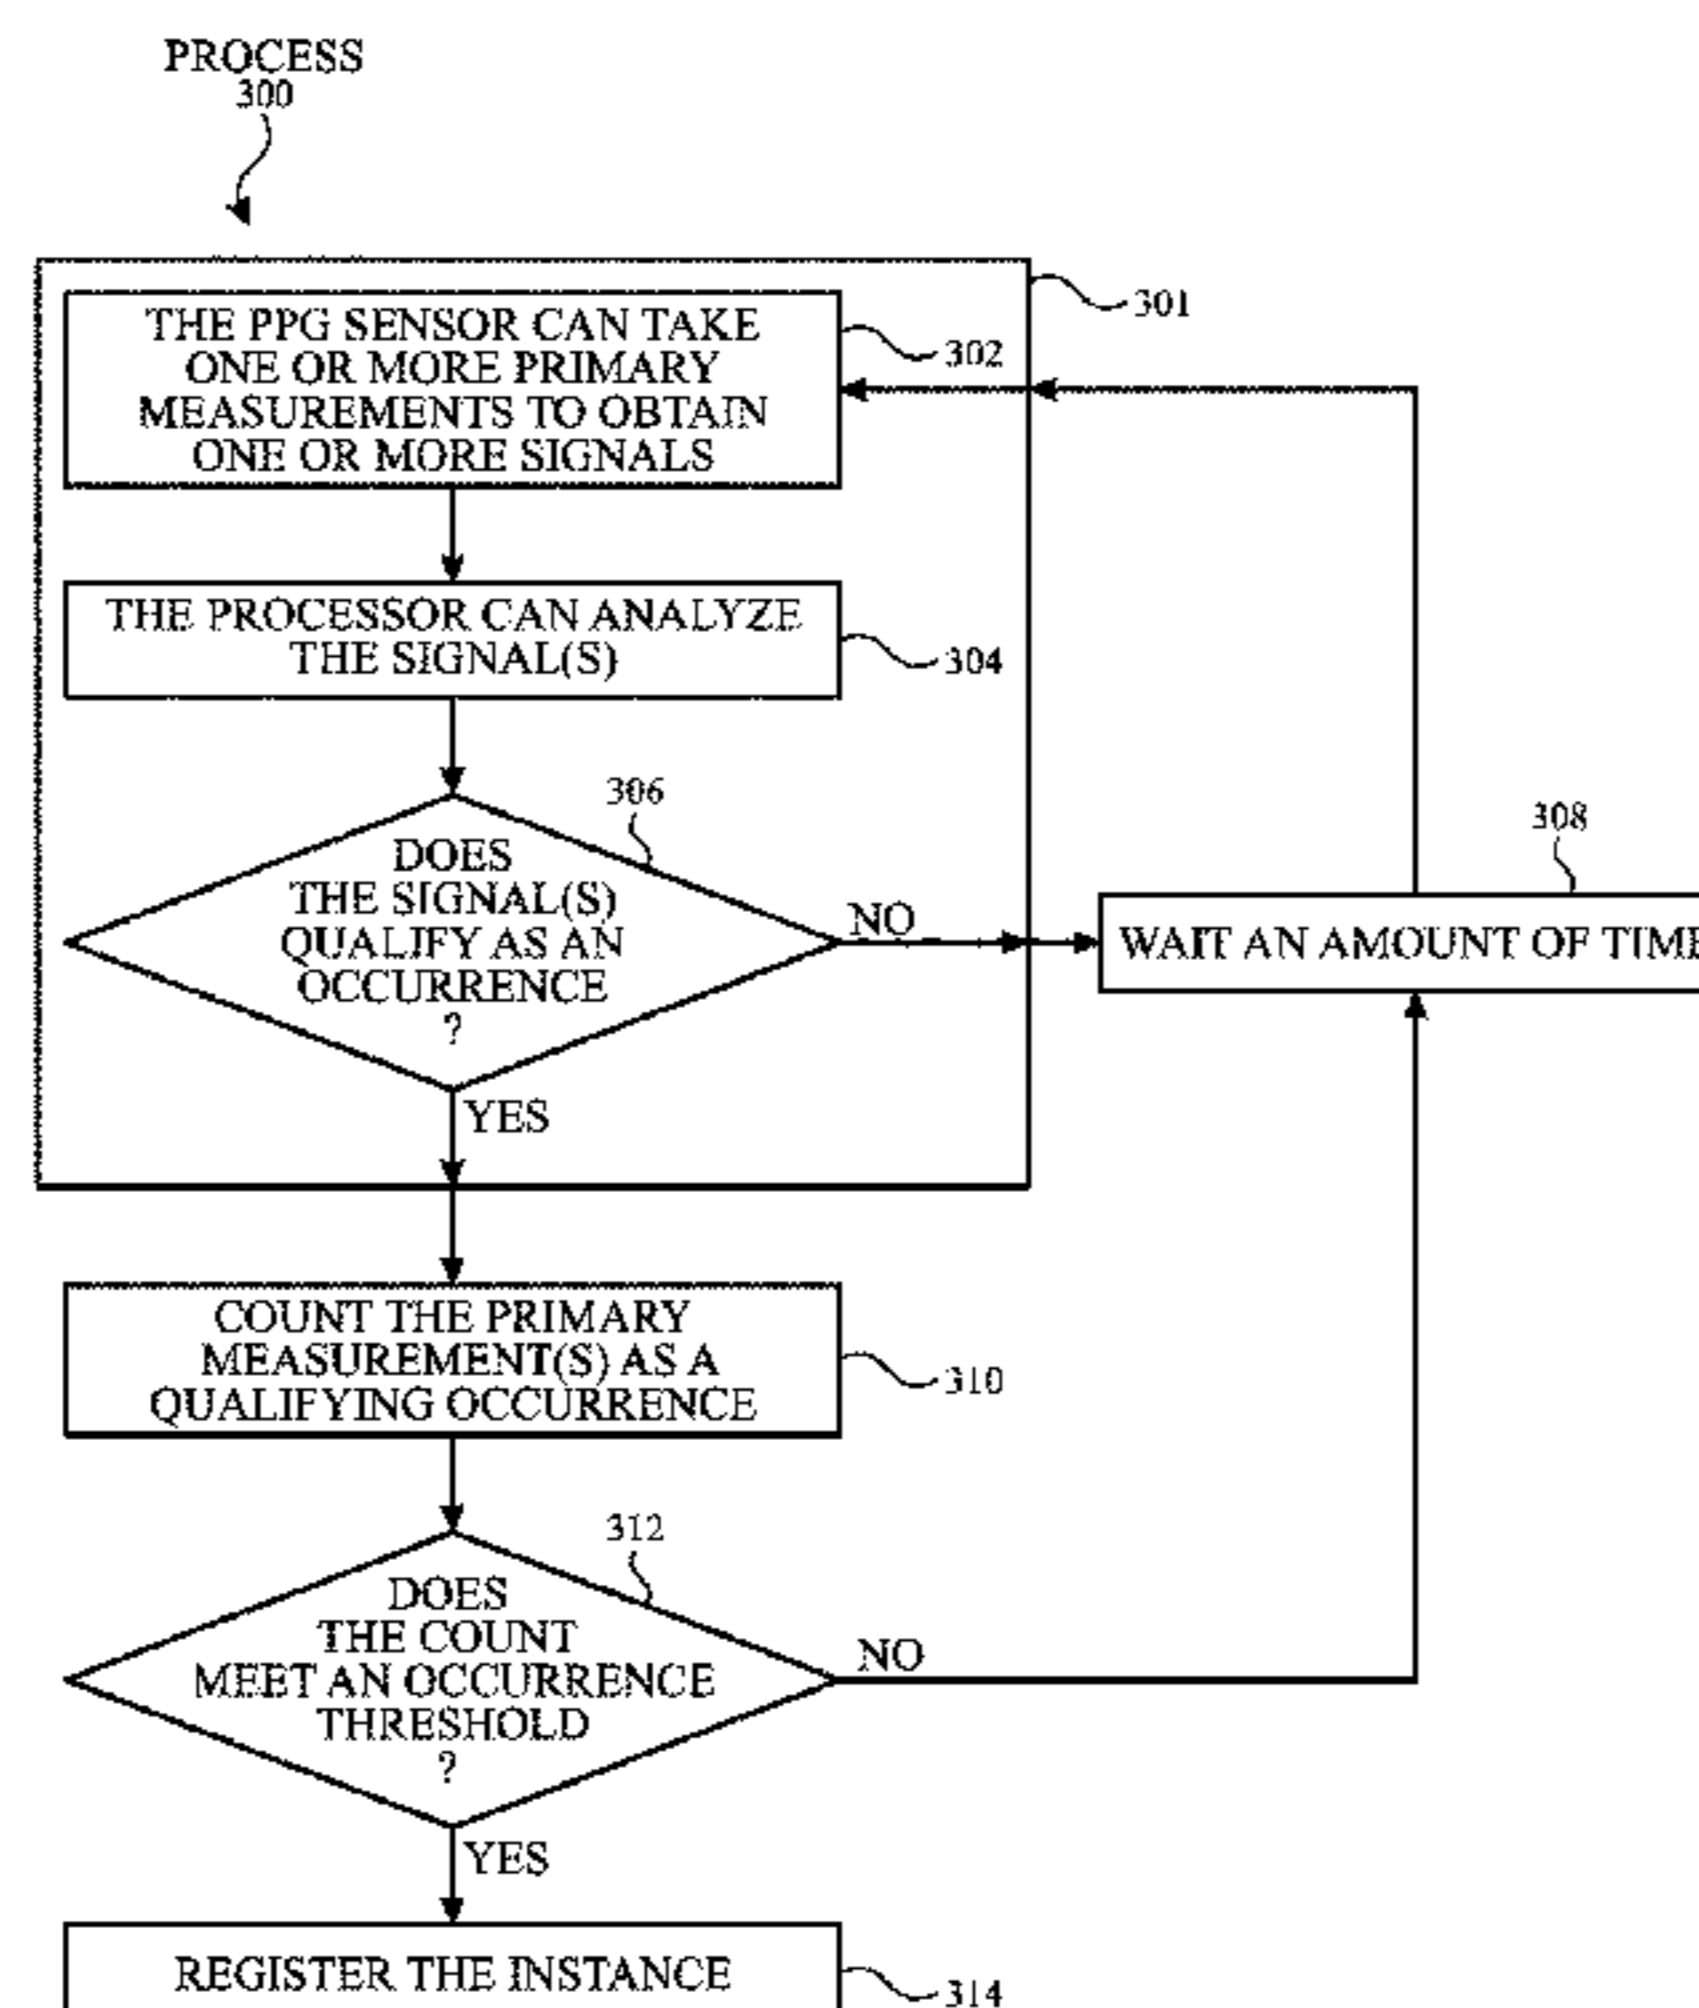 PROCESS
300
301
THE PPG SENSOR CAN TAKE
ONE OR MORE PRIMARY
MEASUREMENTS TO OBTAIN
ONE OR MORE SIGNALS
302
THE PROCESSOR CAN ANALYZE
THE SIGNAL(S)
304
306
DOES
THE SIGNAL(S)
QUALIFY AS AN
OCCURRENCE
?
NO
308
WAIT AN AMOUNT OF TIME
YES
COUNT THE PRIMARY
MEASUREMENT(S) AS A
QUALIFYING OCCURRENCE
310
312
DOES
THE COUNT
MEET AN OCCURRENCE
THRESHOLD
?
NO
YES
REGISTER THE INSTANCE
314